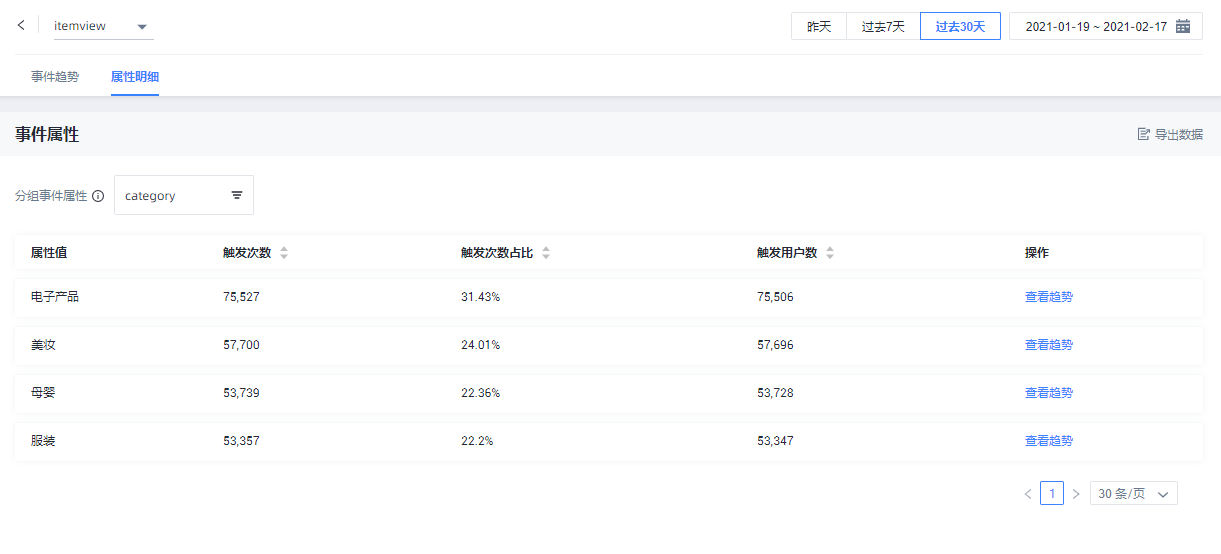 itemview 昨天 过去7天 过去30天 2021-01-19 ~ 2021-02-17
事件趋势 属性明细
事件属性 导出数据
分组事件属性 category
属性值 触发次数 触发次数占比 触发用户数 操作
电子产品 75,527 31.43% 75,506 查看趋势
美妆 57,700 24.01% 57,696 查看趋势
母婴 53,739 22.36% 53,728 查看趋势
服装 53,357 22.2% 53,347 查看趋势
1 30 条/页